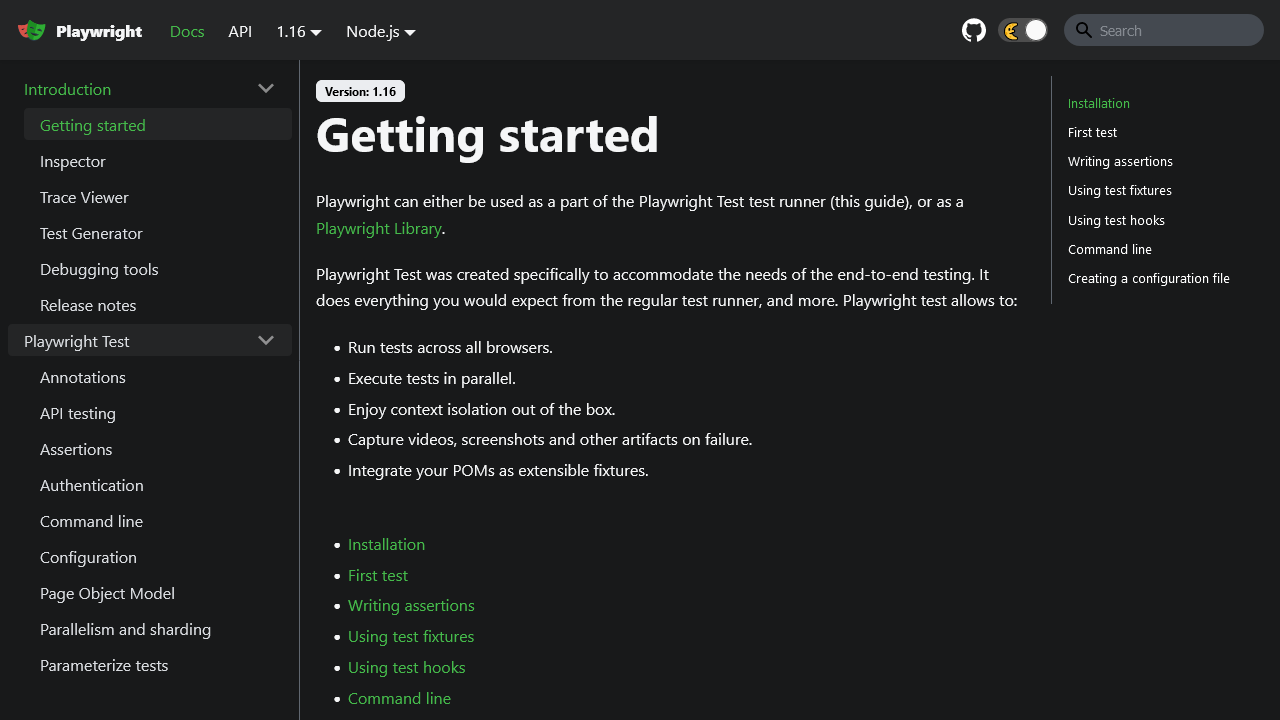 Playwright
Docs
API
1.16
Node.js
Search
Introduction
Getting started
Inspector
Trace Viewer
Test Generator
Debugging tools
Release notes
Playwright Test
Annotations
API testing
Assertions
Authentication
Command line
Configuration
Page Object Model
Parallelism and sharding
Parameterize tests
Version: 1.16
Getting started
Playwright can either be used as a part of the Playwright Test test runner (this guide), or as a
Playwright Library.
Playwright Test was created specifically to accommodate the needs of the end-to-end testing. It
does everything you would expect from the regular test runner, and more. Playwright test allows to:
• Run tests across all browsers.
• Execute tests in parallel.
• Enjoy context isolation out of the box.
• Capture videos, screenshots and other artifacts on failure.
• Integrate your POMs as extensible fixtures.
• Installation
• First test
• Writing assertions
• Using test fixtures
• Using test hooks
• Command line
Installation
First test
Writing assertions
Using test fixtures
Using test hooks
Command line
Creating a configuration file